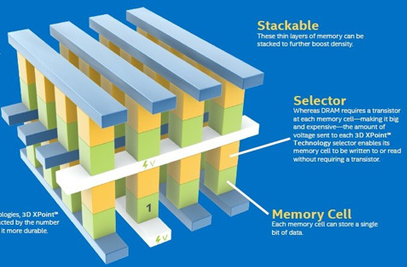 Stackable
These thin layers of memory can be
stacked to further boost density.
Selector
Whereas DRAM requires a transistor
at each memory cell—making it big
and expensive—the amount of
voltage sent to each 3D XPoint™
Technology selector enables its
memory cell to be written to or read
without requiring a transistor.
V
1
V
ologies, 3D XPoint™
acted by the number
it more durable.
Memory Cell
Each memory cell can store a single
bit of data.